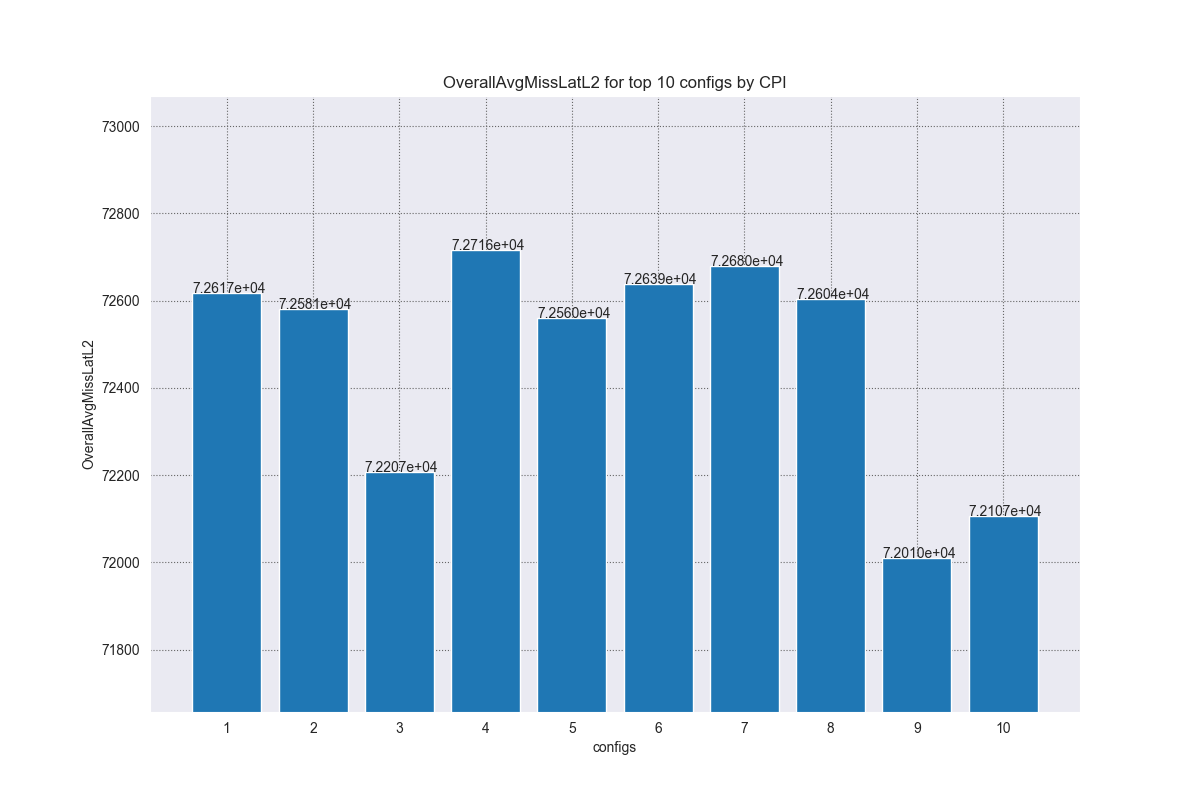 OverallAvgMissLatL2 for top 10 configs by CPI
73000
72800
72600
72400
72200
72000
71800
OverallAvgMissLatL2
7.2617e+04
7.2581e+04
7.2207e+04
7.2716e+04
7.2560e+04
7.2639e+04
7.2680e+04
7.2604e+04
7.2010e+04
7.2107e+04
1 2 3 4 5 6 7 8 9 10
configs